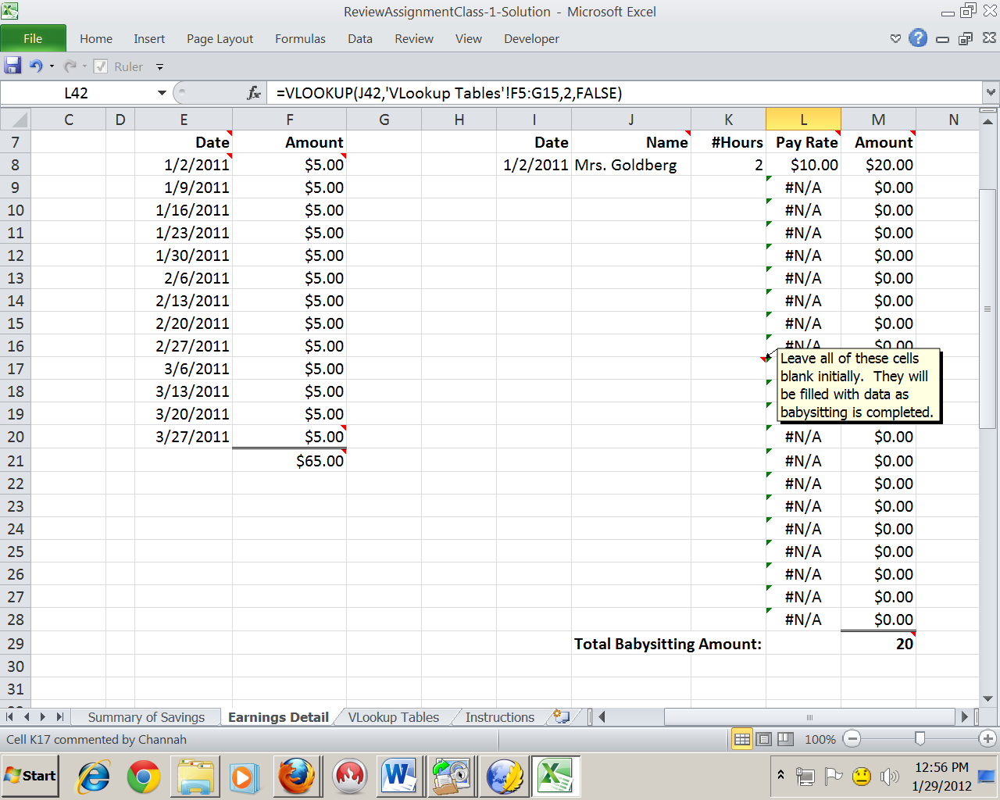 ReviewAssignmentClass-1-Solution - Microsoft Excel
File Home Insert Page Layout Formulas Data Review View Developer
Ruler
L42 fx =VLOOKUP(J42,'VLookup Tables'!F5:G15,2,FALSE)
C D E F G H I J K L M N
7 Date Amount Date Name #Hours Pay Rate Amount
8 1/2/2011 $5.00 1/2/2011 Mrs. Goldberg 2 $10.00 $20.00
9 1/9/2011 $5.00 #N/A $0.00
10 1/16/2011 $5.00 #N/A $0.00
11 1/23/2011 $5.00 #N/A $0.00
12 1/30/2011 $5.00 #N/A $0.00
13 2/6/2011 $5.00 #N/A $0.00
14 2/13/2011 $5.00 #N/A $0.00
15 2/20/2011 $5.00 #N/A $0.00
16 2/27/2011 $5.00 #N/A $0.00
17 3/6/2011 $5.00
18 3/13/2011 $5.00
19 3/20/2011 $5.00
Leave all of these cells
blank initially. They will
be filled with data as
babysitting is completed.
20 3/27/2011 $5.00 #N/A $0.00
21 $65.00 #N/A $0.00
22 #N/A $0.00
23 #N/A $0.00
24 #N/A $0.00
25 #N/A $0.00
26 #N/A $0.00
27 #N/A $0.00
28 #N/A $0.00
29 Total Babysitting Amount: 20
30
31
Summary of Savings Earnings Detail VLookup Tables Instructions
Cell K17 commented by Channah 100%
Start 12:56 PM
1/29/2012